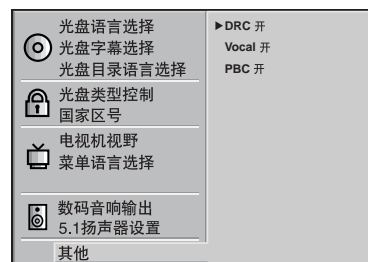 光盘语言选择
光盘字幕选择
光盘目录语言选择
光盘类型控制
国家区号
电视机视野
菜单语言选择
数码音响输出
5.1扬声器设置
其他
▶DRC 开
Vocal 开
PBC 开